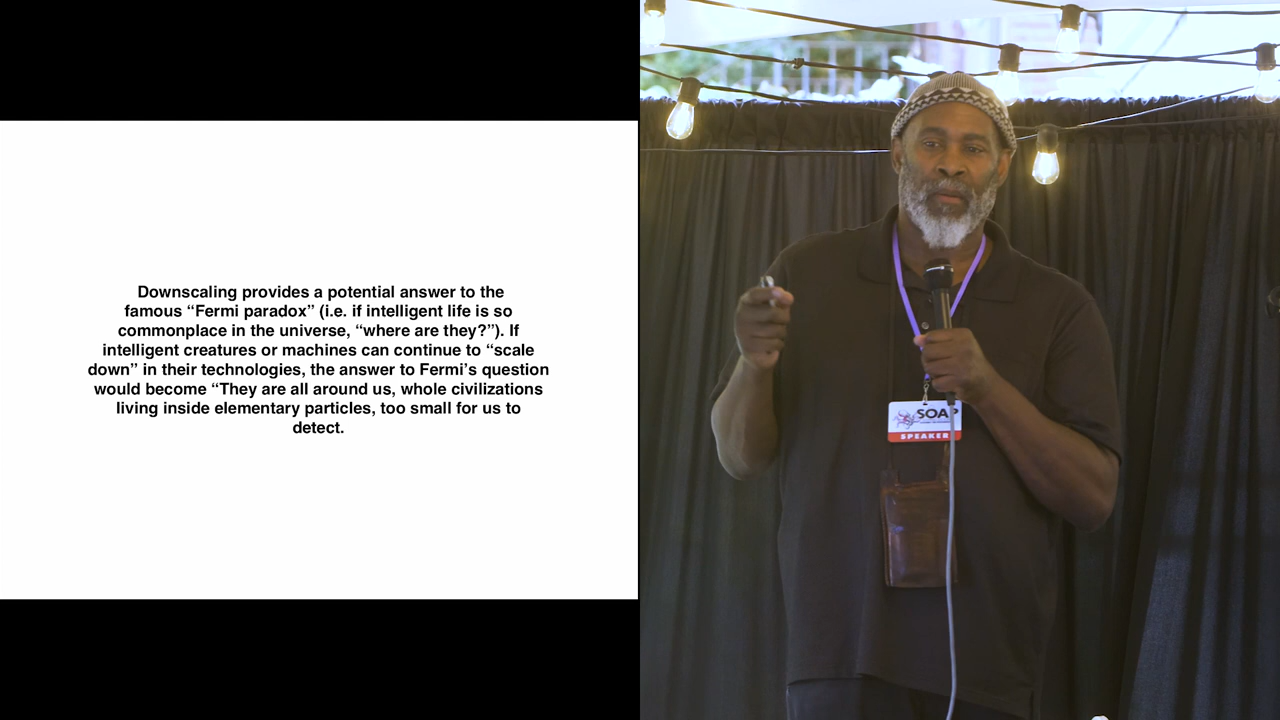 Downscaling provides a potential answer to the
famous “Fermi paradox” (i.e. if intelligent life is so
commonplace in the universe, “where are they?”). If
intelligent creatures or machines can continue to “scale
down” in their technologies, the answer to Fermi’s question
would become “They are all around us, whole civilizations
living inside elementary particles, too small for us to
detect.
SOAP
SPEAKER